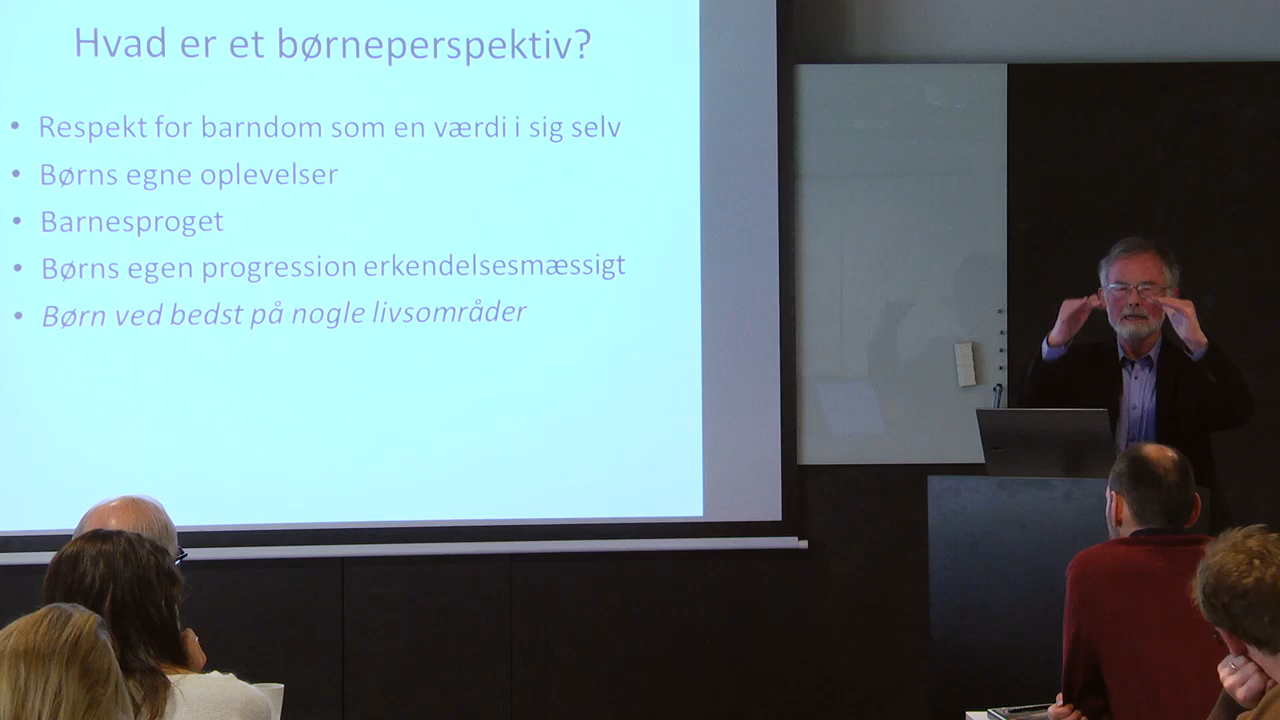 Hvad er et børneperspektiv?
• Respekt for barndom som en værdi i sig selv
• Børns egne oplevelser
• Barnesproget
• Børns egen progression erkendelsesmæssigt
• Børn ved bedst på nogle livsområder